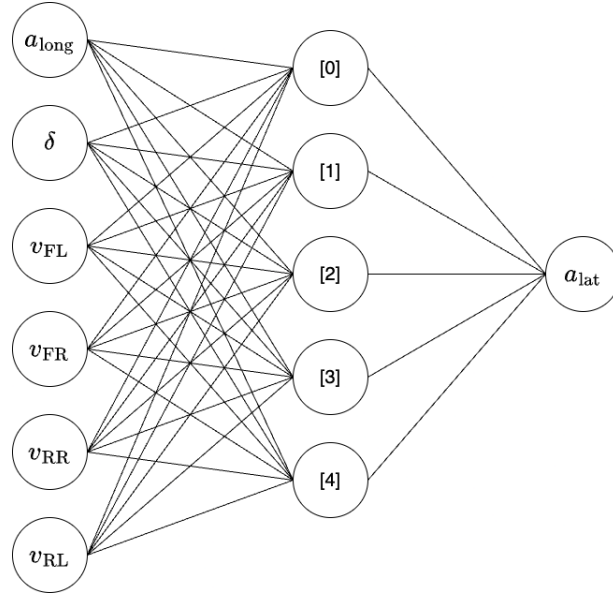 a_long
δ
v_FL
v_FR
v_RR
v_RL
[0]
[1]
[2]
[3]
[4]
a_lat